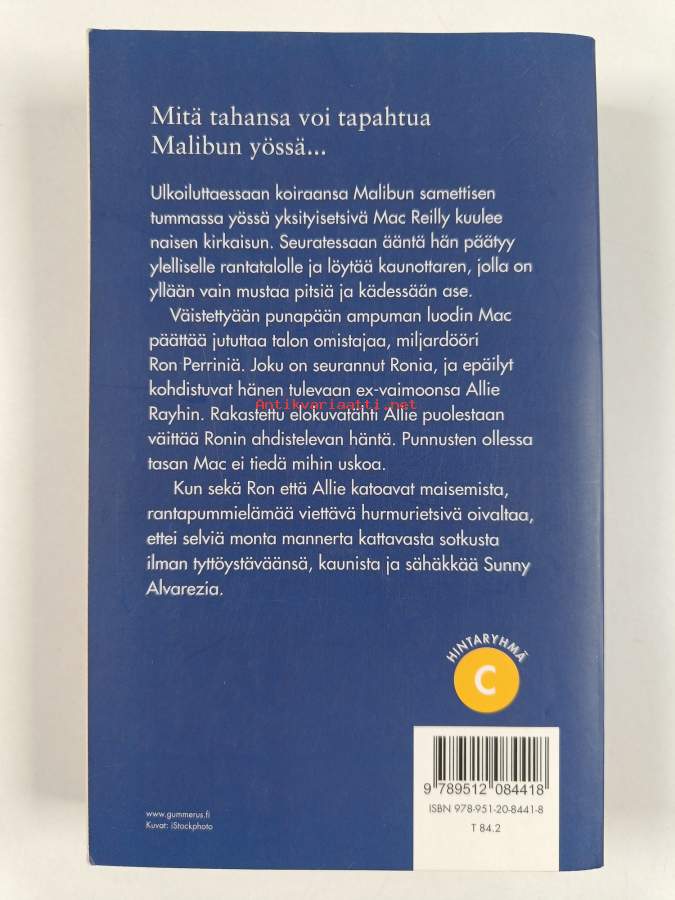 Mitä tahansa voi tapahtua
Malibun yössä...
Ulkoiluttaessaan koiraansa Malibun samettisen
tummassa yössä yksityisetsivä Mac Reilly kuulee
naisen kirkaisun. Seuratessaan ääntä hän päätyy
ylelliselle rantatalolle ja löytää kaunottaren, jolla on
yllään vain mustaa pitsiä ja kädessään ase.
Väistettyään punapään ampuman luodin Mac
päättää jututtaa talon omistajaa, miljardööri
Ron Perriniä. Joku on seurannut Ronia, ja epäilyt
kohdistuvat hänen tulevaan ex-vaimoonsa Allie
Rayhin. Rakastettu elokuvatähti Allie puolestaan
Antikvariaatti.net
väittää Ronin ahdistelevan häntä. Punnusten ollessa
tasan Mac ei tiedä mihin uskoa.
Kun sekä Ron että Allie katoavat maisemista,
rantapummielämää viettävä hurmurietsivä oivaltaa,
ettei selviä monta mannerta kattavasta sotkusta
ilman tyttöystäväänsä, kaunista ja sähäkkää Sunny
Alvarezia.
HINTARYHMÄ
C
9 789512 084418
ISBN 978-951-20-8441-8
T 84.2
www.gummerus.fi
Kuvat: iStockphoto